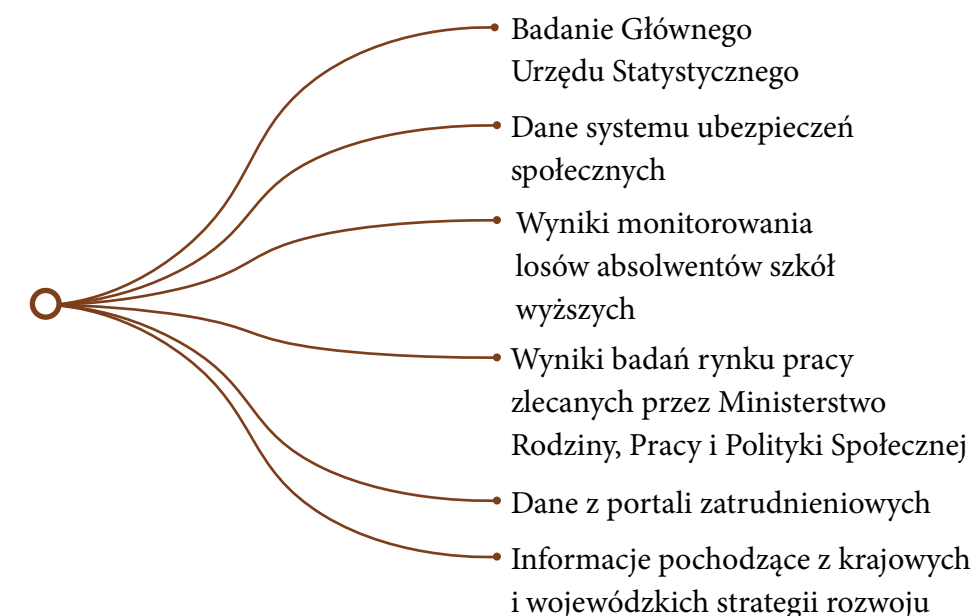 Badanie Głównego
Urzędu Statystycznego
Dane systemu ubezpieczeń
społecznych
Wyniki monitorowania
losów absolwentów szkół
wyższych
Wyniki badań rynku pracy
zlecanych przez Ministerstwo
Rodziny, Pracy i Polityki Społecznej
Dane z portali zatrudnieniowych
Informacje pochodzące z krajowych
i wojewódzkich strategii rozwoju